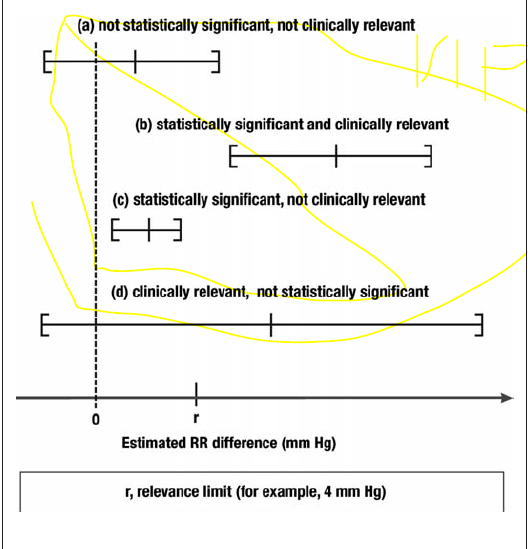 (a) not statistically significant, not clinically relevant
(b) statistically significant and clinically relevant
(c) statistically significant, not clinically relevant
(d) clinically relevant, not statistically significant
0 r
Estimated RR difference (mm Hg)
r, relevance limit (for example, 4 mm Hg)